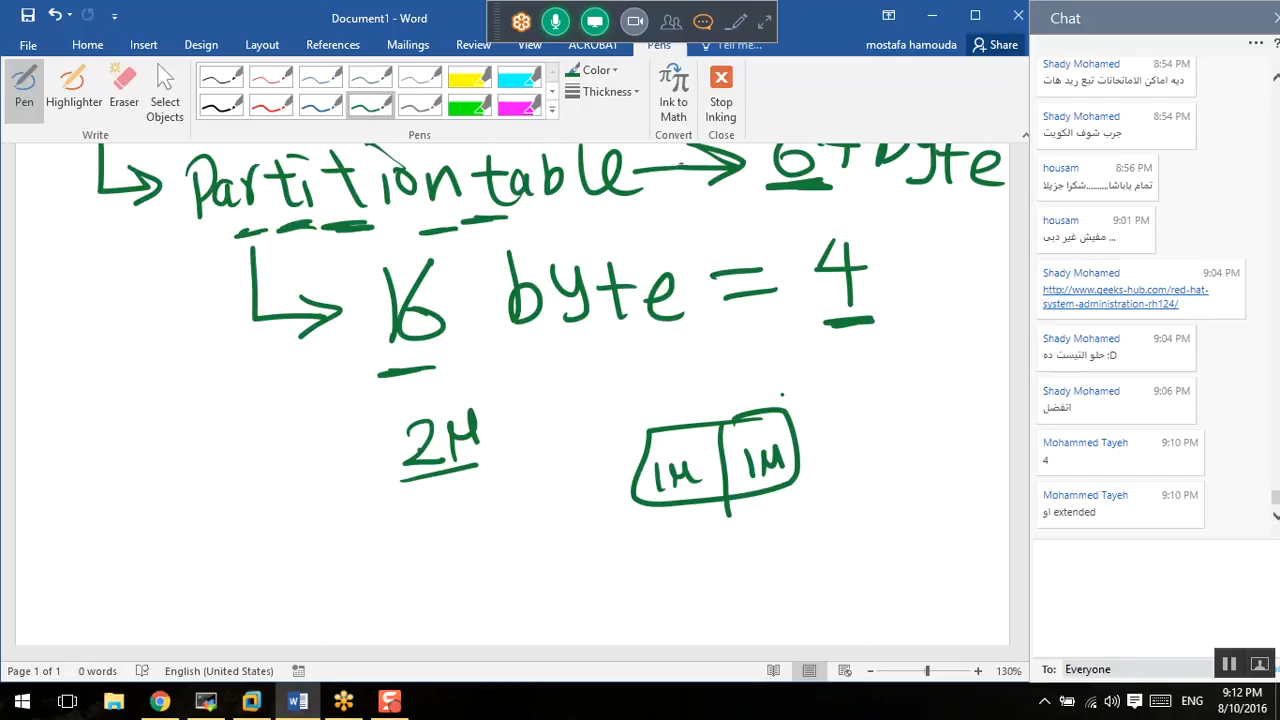 Document1 - Word
File Home Insert Design Layout References Mailings Review View ACROBAT Pens Tell me... mostafa hamouda Share
Pen Highlighter Eraser Select Objects
Color
Thickness
Ink to Math Stop Inking
Write Pens Convert Close
Partition table → 64 byte
16 byte = 4
2M
1M 1M
Page 1 of 1 0 words English (United States) 130%
Chat
Shady Mohamed 8:54 PM
ديه اماكن الامتحانات تبع ريد هات
Shady Mohamed 8:54 PM
جرب شوف الكويت
housam 8:56 PM
تمام ياباشا.........شكرا جزيلا
housam 9:01 PM
مفيش غير دبى ...
Shady Mohamed 9:04 PM
http://www.geeks-hub.com/red-hat-
system-administration-rh124/
Shady Mohamed 9:04 PM
حلو التيست ده :D
Shady Mohamed 9:06 PM
اتفضل
Mohammed Tayeh 9:10 PM
4
Mohammed Tayeh 9:10 PM
او extended
To: Everyone
ENG
9:12 PM
8/10/2016